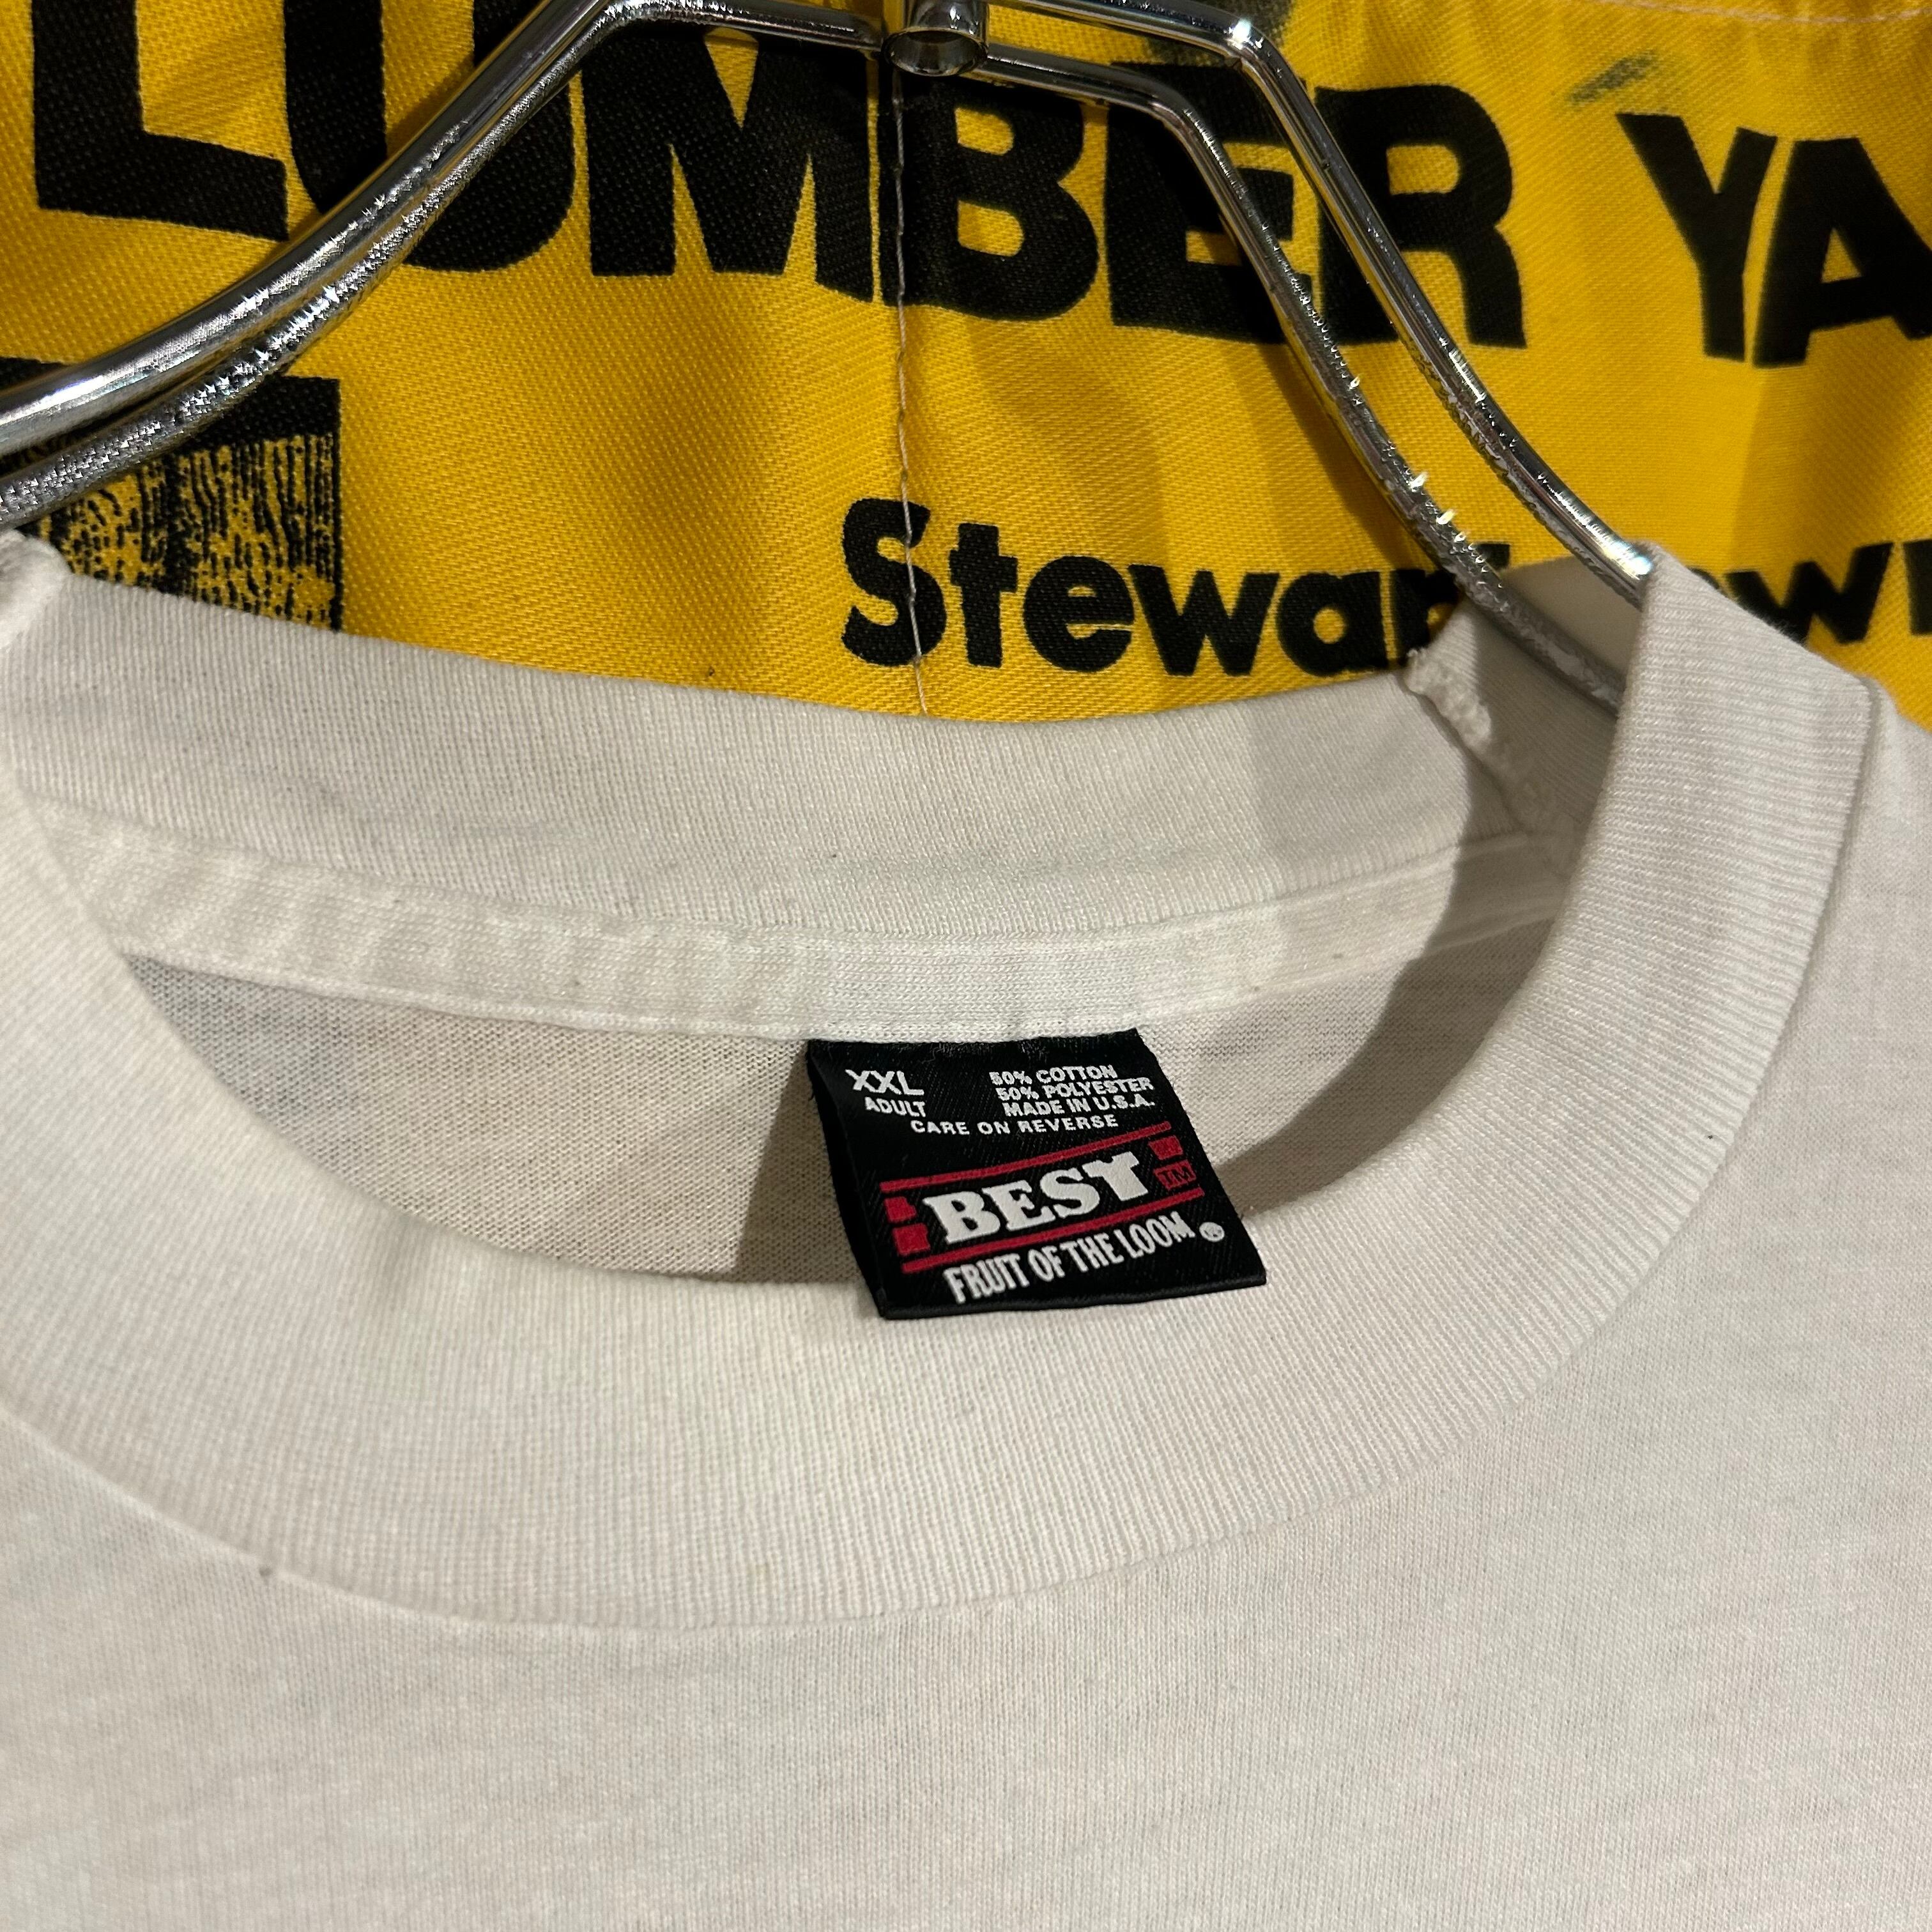 LUMBER YA
Stewar
XXL
ADULT
50% COTTON
50% POLYESTER
MADE IN U.S.A.
CARE ON REVERSE
BEST TM
FRUIT OF THE LOOM ®